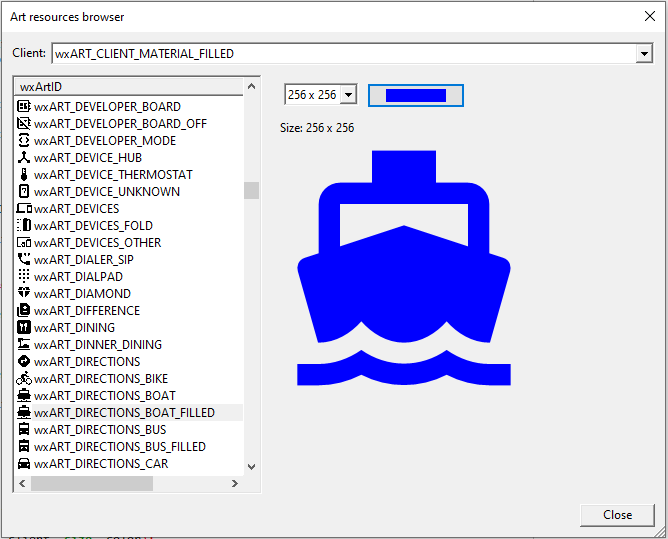 Art resources browser
Client: wxART_CLIENT_MATERIAL_FILLED
wxArtID
wxART_DEVELOPER_BOARD
wxART_DEVELOPER_BOARD_OFF
wxART_DEVELOPER_MODE
wxART_DEVICE_HUB
wxART_DEVICE_THERMOSTAT
wxART_DEVICE_UNKNOWN
wxART_DEVICES
wxART_DEVICES_FOLD
wxART_DEVICES_OTHER
wxART_DIALER_SIP
wxART_DIALPAD
wxART_DIAMOND
wxART_DIFFERENCE
wxART_DINING
wxART_DINNER_DINING
wxART_DIRECTIONS
wxART_DIRECTIONS_BIKE
wxART_DIRECTIONS_BOAT
wxART_DIRECTIONS_BOAT_FILLED
wxART_DIRECTIONS_BUS
wxART_DIRECTIONS_BUS_FILLED
wxART_DIRECTIONS_CAR
256 x 256
Size: 256 x 256
Close